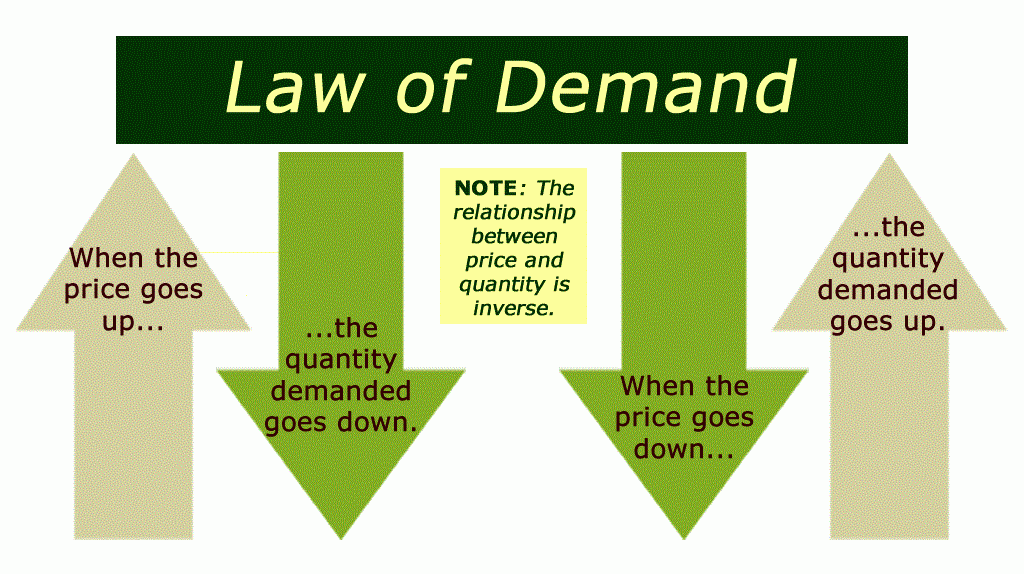 Law of Demand
When the
price goes
up...
...the
quantity
demanded
goes down.
NOTE: The
relationship
between
price and
quantity is
inverse.
When the
price goes
down...
...the
quantity
demanded
goes up.